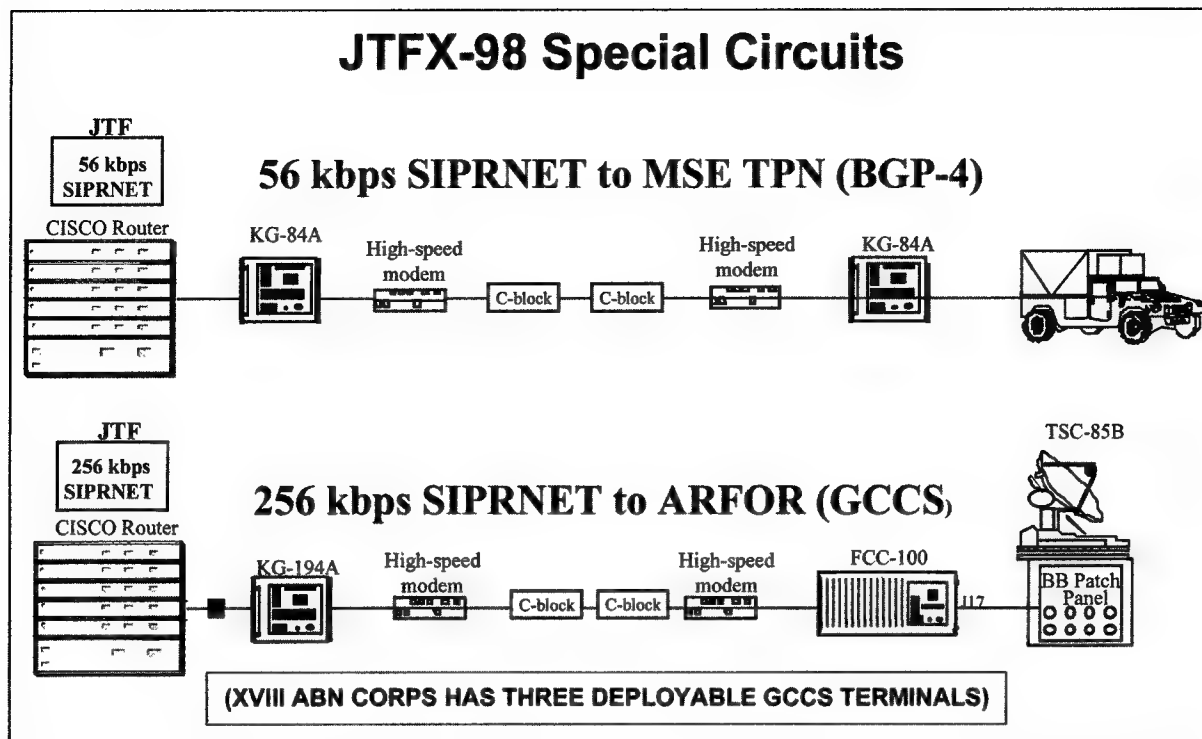 JTFX-98 Special Circuits
JTF
56 kbps
SIPRNET
56 kbps SIPRNET to MSE TPN (BGP-4)
CISCO Router
KG-84A
High-speed
modem
C-block
C-block
High-speed
modem
KG-84A
JTF
256 kbps
SIPRNET
256 kbps SIPRNET to ARFOR (GCCS)
CISCO Router
KG-194A
High-speed
modem
C-block
C-block
High-speed
modem
FCC-100
J17
TSC-85B
BB Patch
Panel
(XVIII ABN CORPS HAS THREE DEPLOYABLE GCCS TERMINALS)